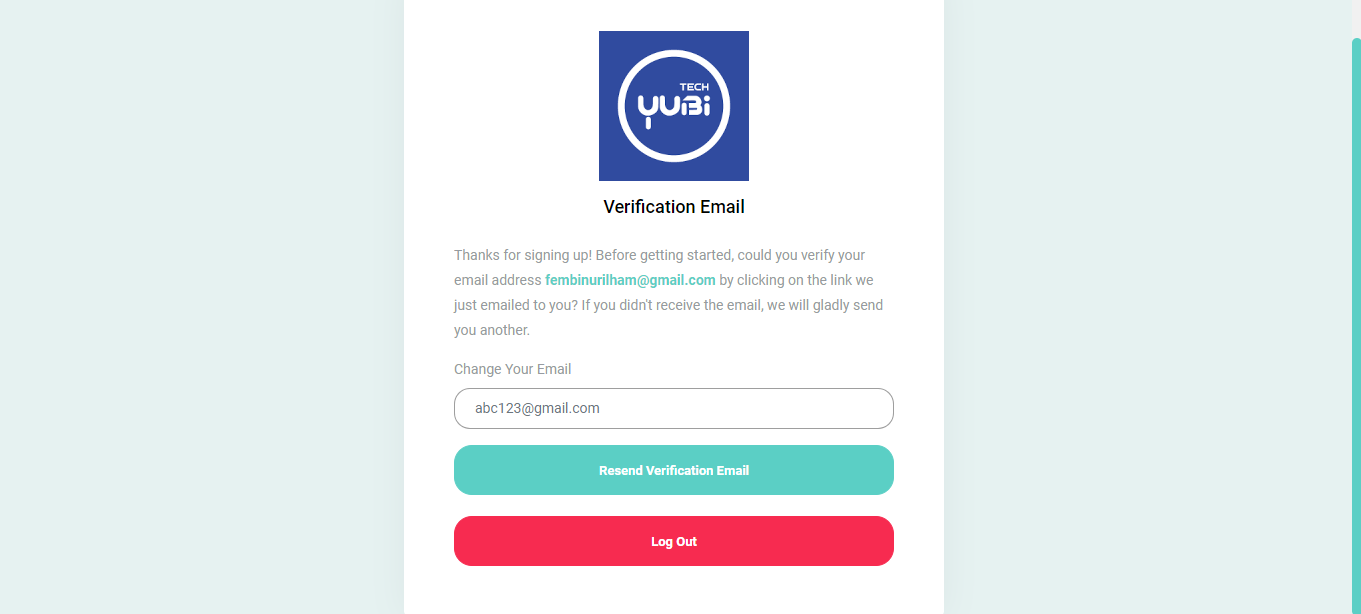 TECH
YUBi
Verification Email
Thanks for signing up! Before getting started, could you verify your
email address fembinurilham@gmail.com by clicking on the link we
just emailed to you? If you didn't receive the email, we will gladly send
you another.
Change Your Email
abc123@gmail.com
Resend Verification Email
Log Out